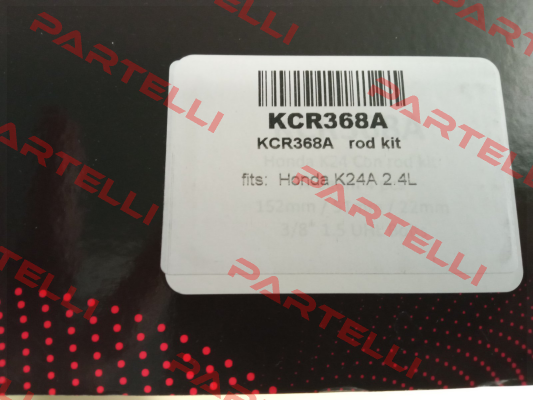 KCR368A
KCR368A rod kit
fits: Honda K24A 2.4L
PARTELLI
PARTELLI
PARTELLI
PARTELLI
PARTELLI